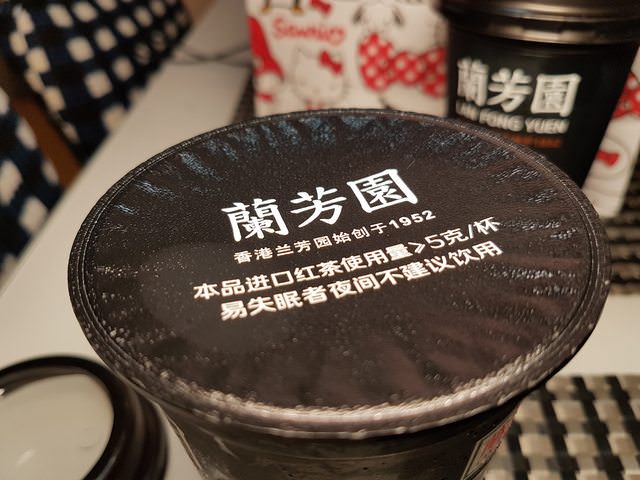 Sanrio
蘭芳園
LAN FONG YUEN
蘭芳園
香港兰芳园始创于1952
本品进口红茶使用量>5克/杯
易失眠者夜间不建议饮用